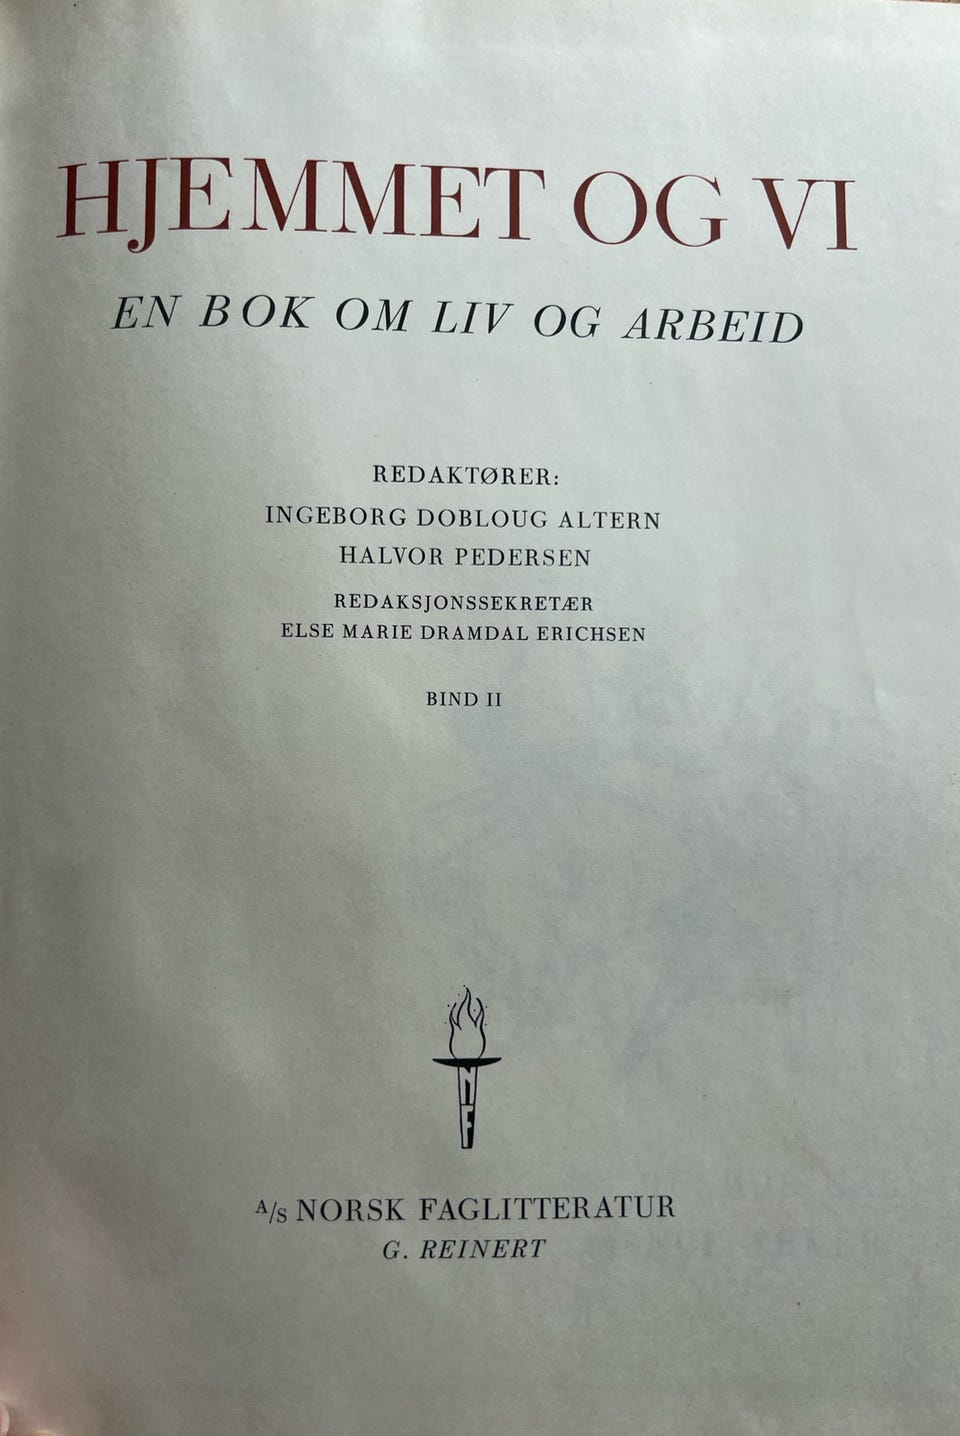 HJEMMET OG VI
EN BOK OM LIV OG ARBEID
REDAKTØRER:
INGEBORG DOBLOUG ALTERN
HALVOR PEDERSEN
REDAKSJONSSEKRETÆR
ELSE MARIE DRAMDAL ERICHSEN
BIND II
NF
A/S NORSK FAGLITTERATUR
G. REINERT